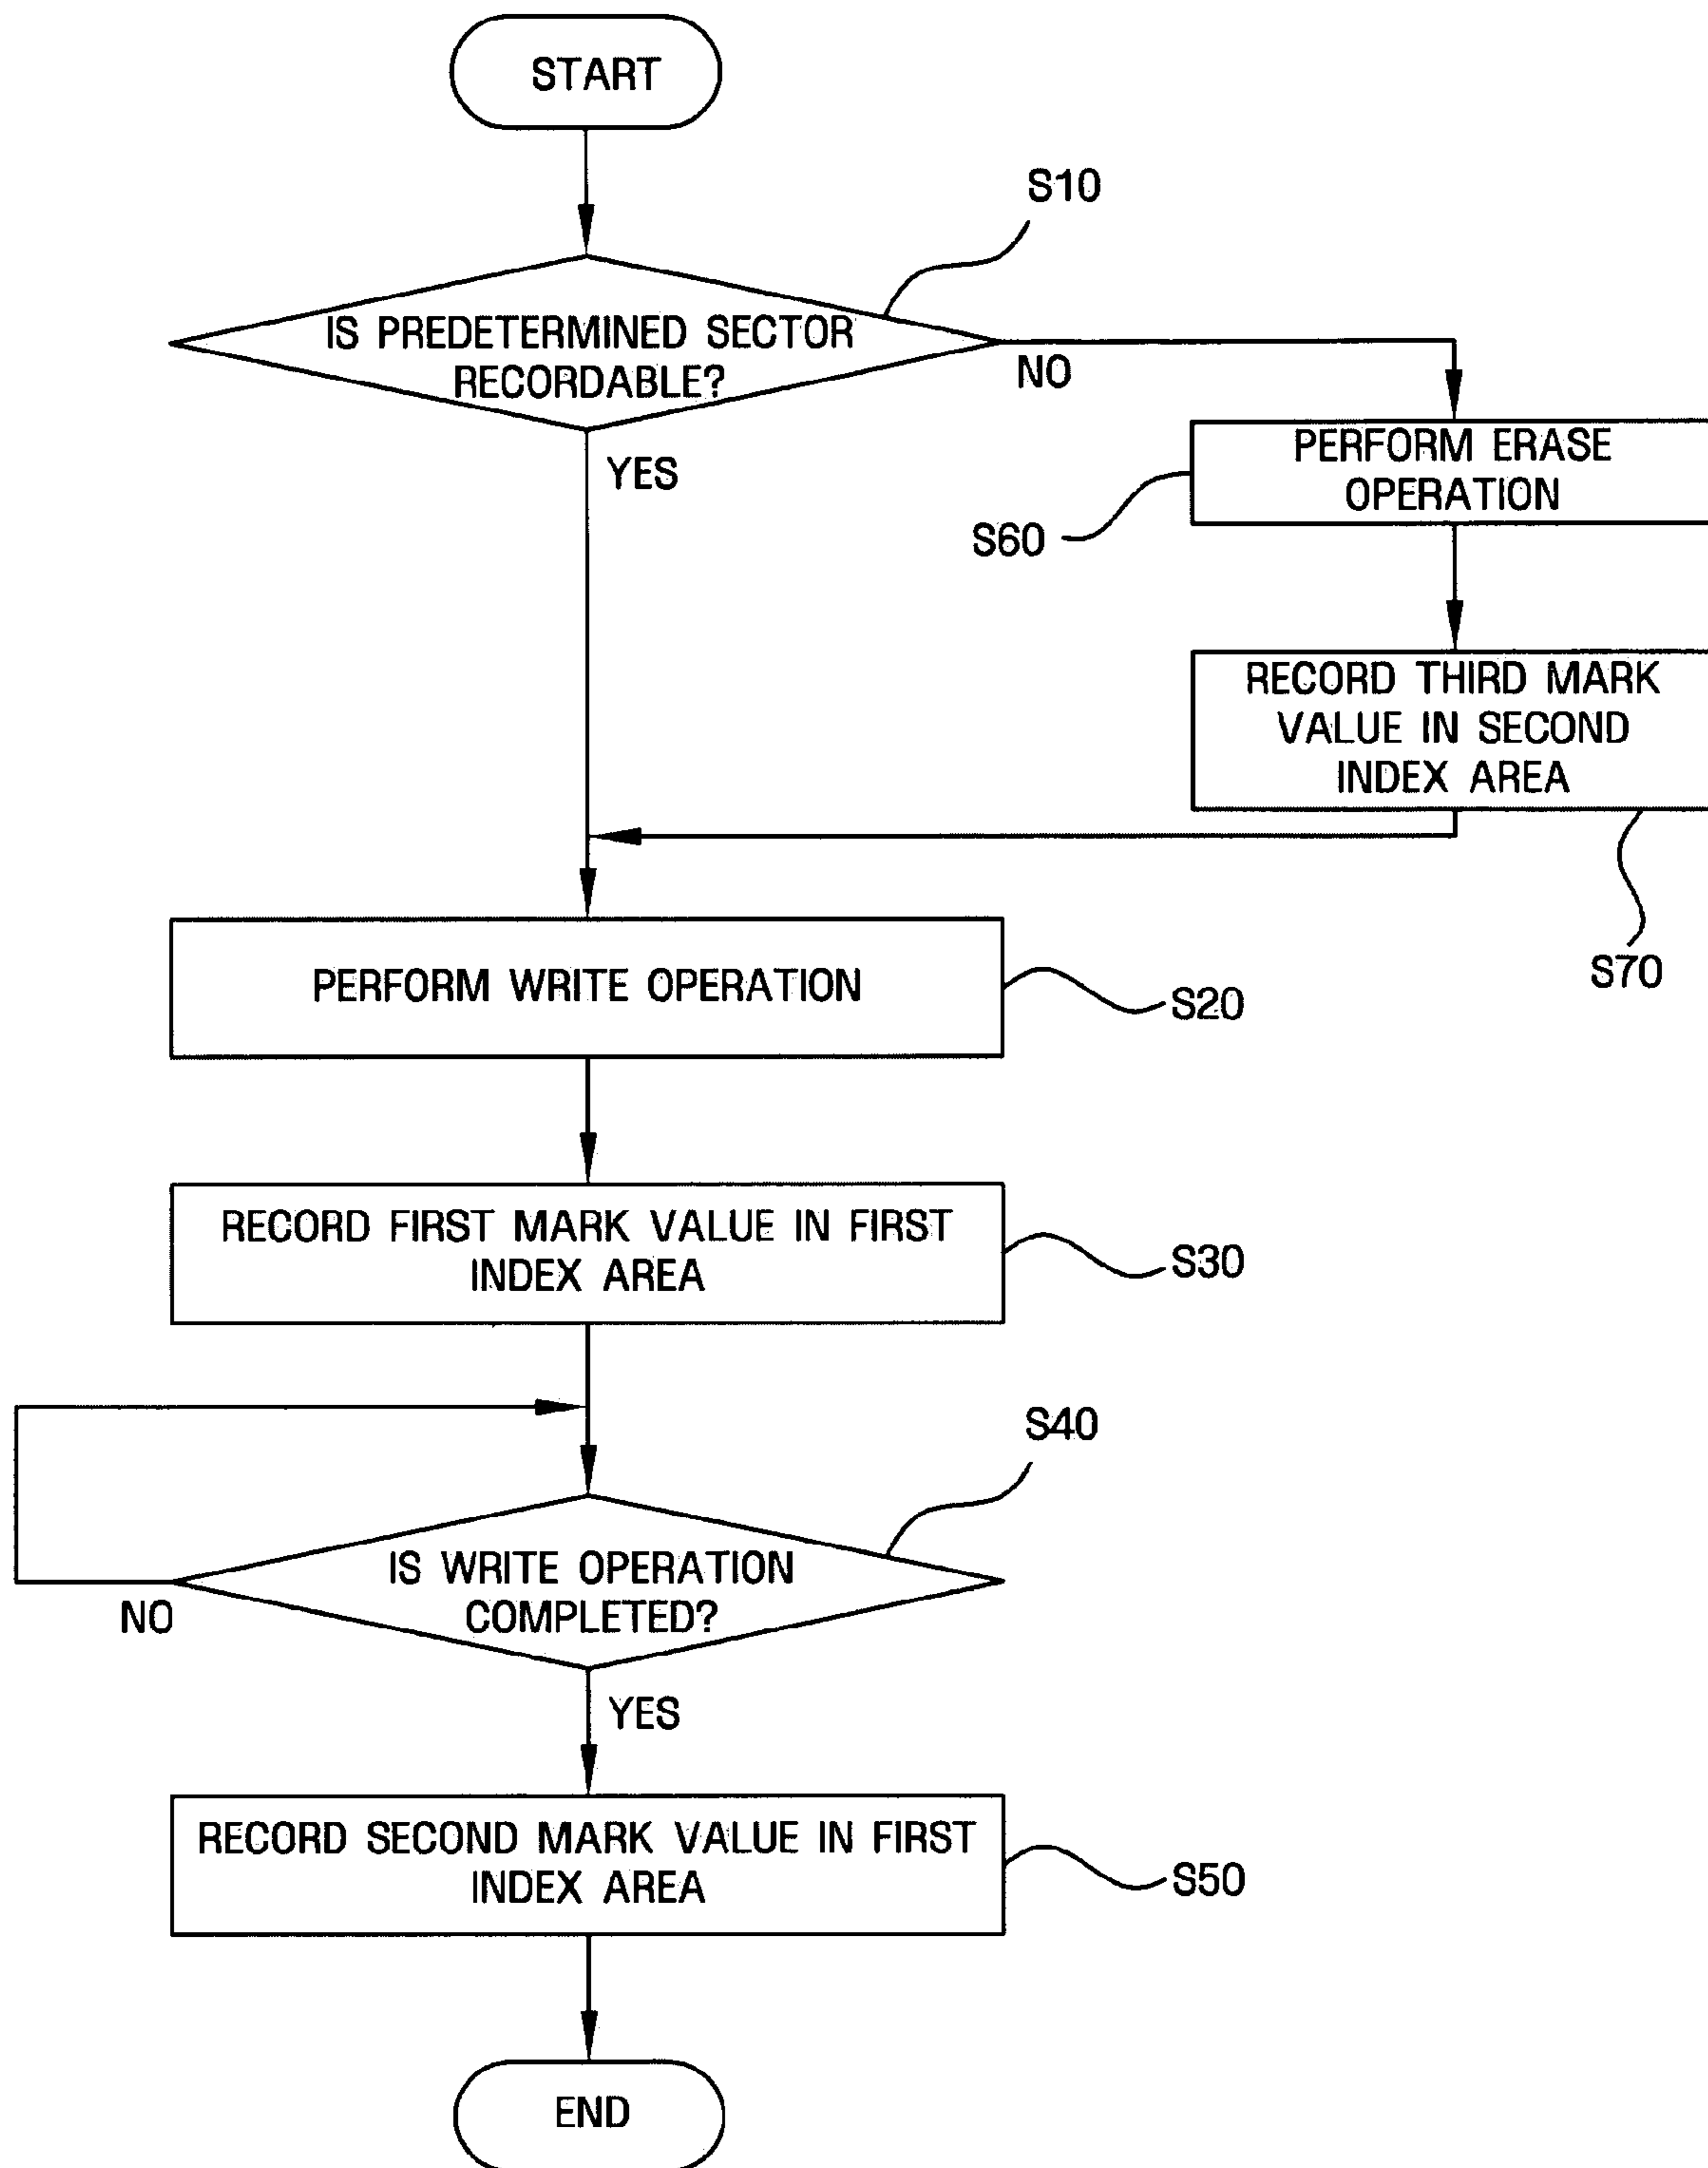 START
S10
IS PREDETERMINED SECTOR
RECORDABLE?
NO
YES
PERFORM ERASE
OPERATION
S60
RECORD THIRD MARK
VALUE IN SECOND
INDEX AREA
S70
PERFORM WRITE OPERATION
S20
RECORD FIRST MARK VALUE IN FIRST
INDEX AREA
S30
S40
IS WRITE OPERATION
COMPLETED?
NO
YES
RECORD SECOND MARK VALUE IN FIRST
INDEX AREA
S50
END